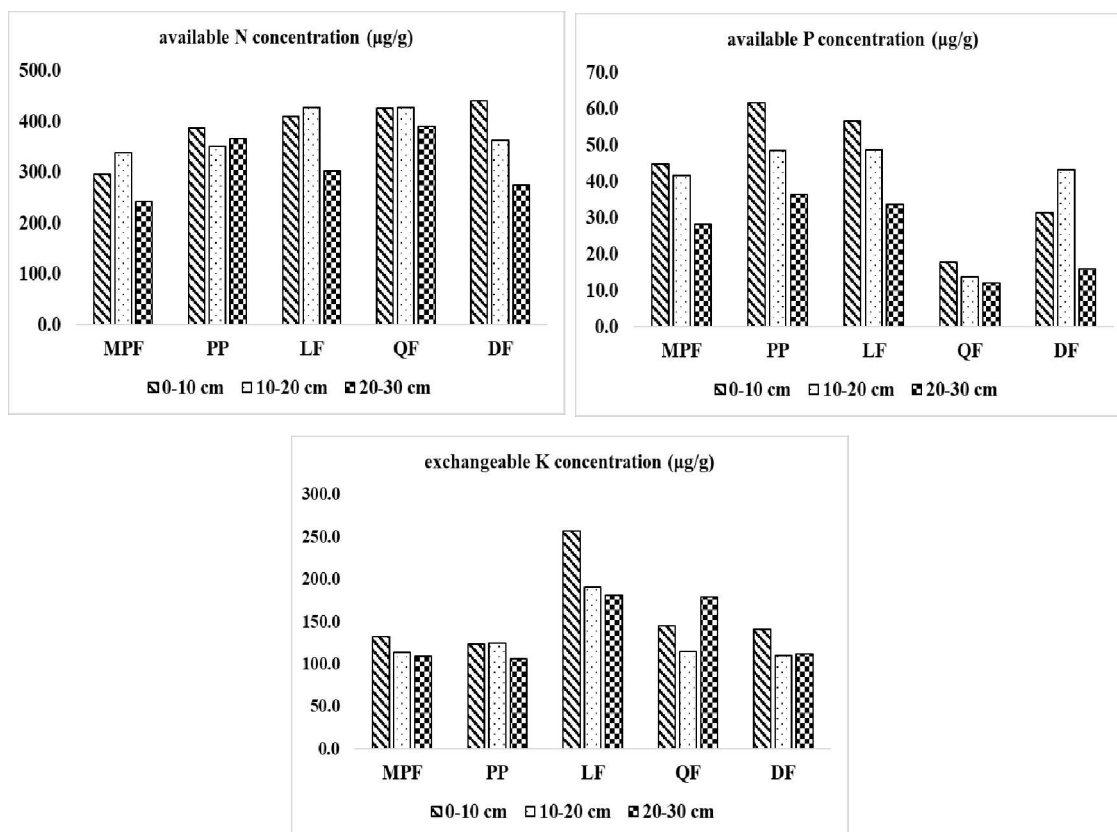 available N concentration (µg/g)
500.0
400.0
300.0
200.0
100.0
0.0
MPF PP LF QF DF
0-10 cm 10-20 cm 20-30 cm
available P concentration (µg/g)
70.0
60.0
50.0
40.0
30.0
20.0
10.0
0.0
MPF PP LF QF DF
0-10 cm 10-20 cm 20-30 cm
exchangeable K concentration (µg/g)
300.0
250.0
200.0
150.0
100.0
50.0
0.0
MPF PP LF QF DF
0-10 cm 10-20 cm 20-30 cm